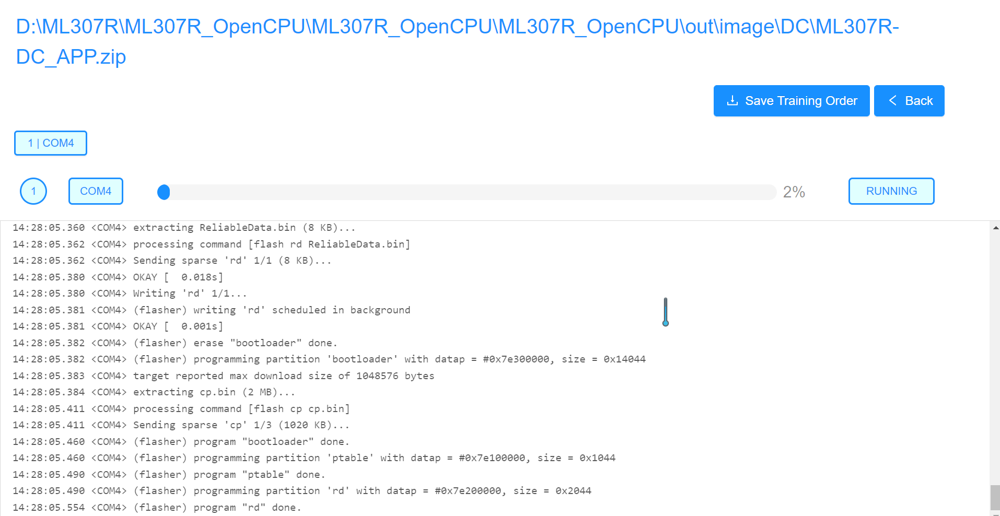 D:\ML307R\ML307R_OpenCPU\ML307R_OpenCPU\ML307R_OpenCPU\out\image\DC\ML307R-
DC_APP.zip
Save Training Order
Back
1 | COM4
1
COM4
2%
RUNNING
14:28:05.360 <COM4> extracting ReliableData.bin (8 KB)...
14:28:05.362 <COM4> processing command [flash rd ReliableData.bin]
14:28:05.362 <COM4> Sending sparse 'rd' 1/1 (8 KB)...
14:28:05.380 <COM4> OKAY [  0.018s]
14:28:05.380 <COM4> Writing 'rd' 1/1...
14:28:05.381 <COM4> (flasher) writing 'rd' scheduled in background
14:28:05.381 <COM4> OKAY [  0.001s]
14:28:05.382 <COM4> (flasher) erase "bootloader" done.
14:28:05.382 <COM4> (flasher) programming partition 'bootloader' with datap = #0x7e300000, size = 0x14044
14:28:05.383 <COM4> target reported max download size of 1048576 bytes
14:28:05.384 <COM4> extracting cp.bin (2 MB)...
14:28:05.411 <COM4> processing command [flash cp cp.bin]
14:28:05.411 <COM4> Sending sparse 'cp' 1/3 (1020 KB)...
14:28:05.460 <COM4> (flasher) program "bootloader" done.
14:28:05.460 <COM4> (flasher) programming partition 'ptable' with datap = #0x7e100000, size = 0x1044
14:28:05.490 <COM4> (flasher) program "ptable" done.
14:28:05.490 <COM4> (flasher) programming partition 'rd' with datap = #0x7e200000, size = 0x2044
14:28:05.554 <COM4> (flasher) program "rd" done.